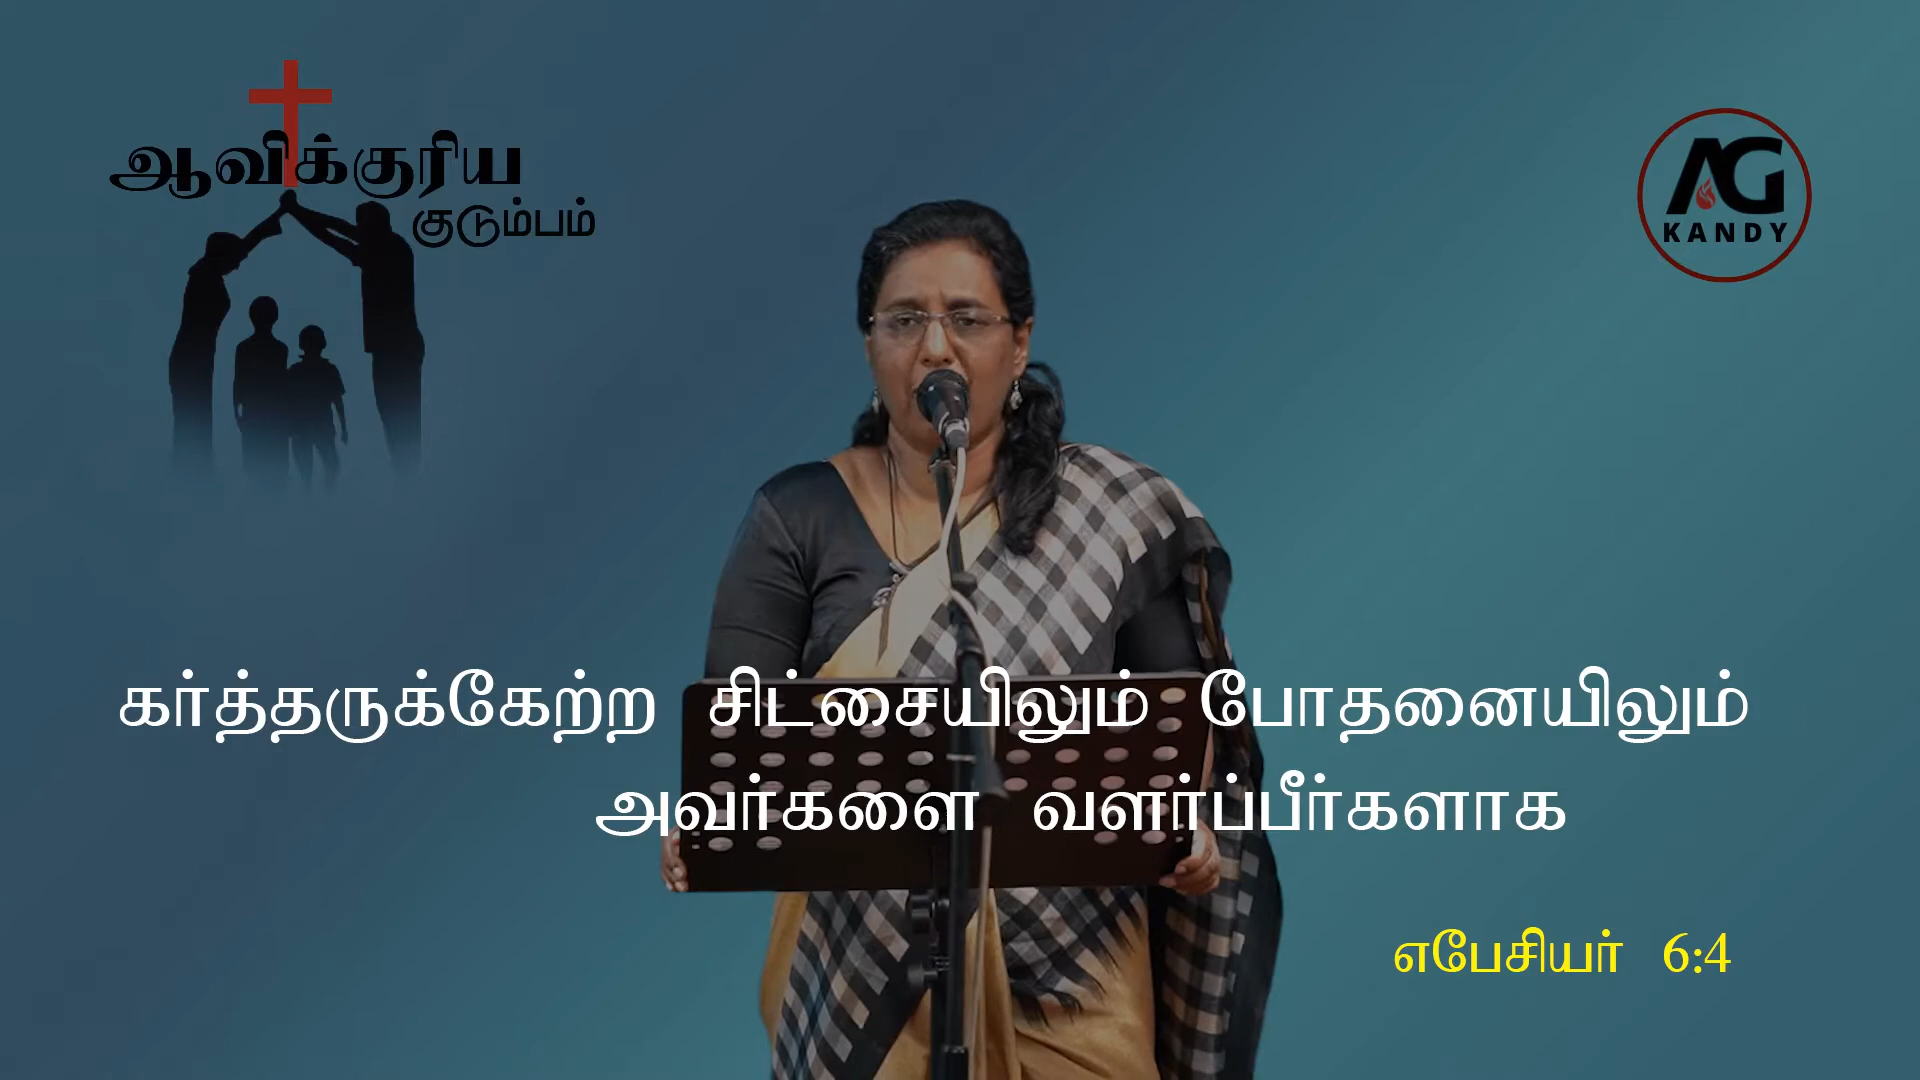 ஆவிக்குரிய
குடும்பம்
AG
KANDY
கர்த்தருக்கேற்ற சிட்சையிலும் போதனையிலும்
அவர்களை வளர்ப்பீர்களாக
எபேசியர் 6:4